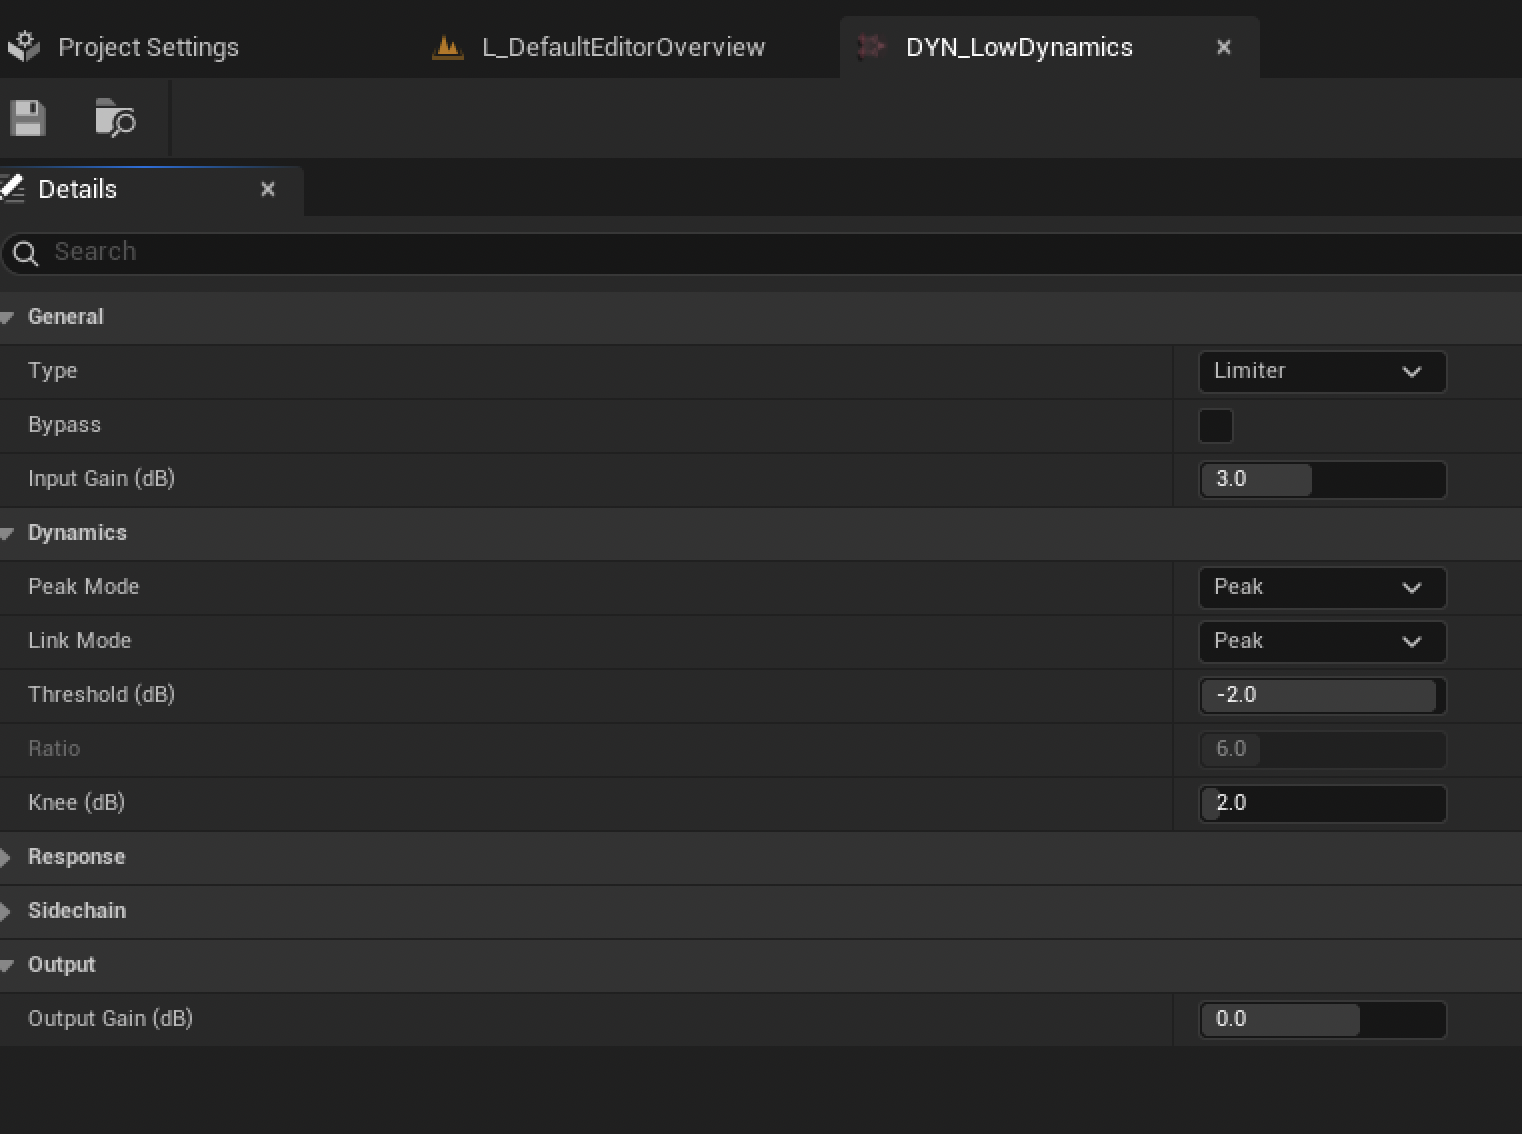 Project Settings
L_DefaultEditorOverview
DYN_LowDynamics
Details
Search
General
Type
Limiter
Bypass
Input Gain (dB)
3.0
Dynamics
Peak Mode
Peak
Link Mode
Peak
Threshold (dB)
-2.0
Ratio
6.0
Knee (dB)
2.0
Response
Sidechain
Output
Output Gain (dB)
0.0